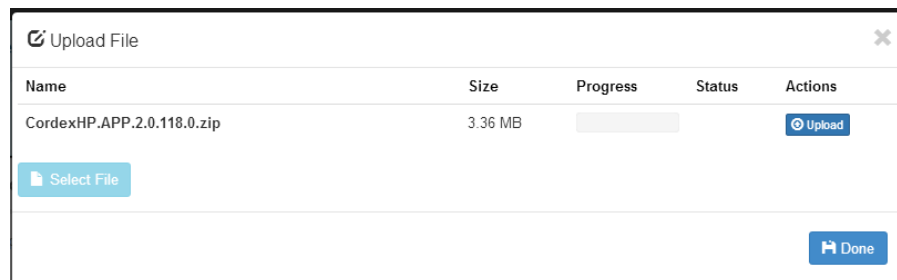 Upload File
Name Size Progress Status Actions
CordexHP.APP.2.0.118.0.zip 3.36 MB Upload
Select File
Done